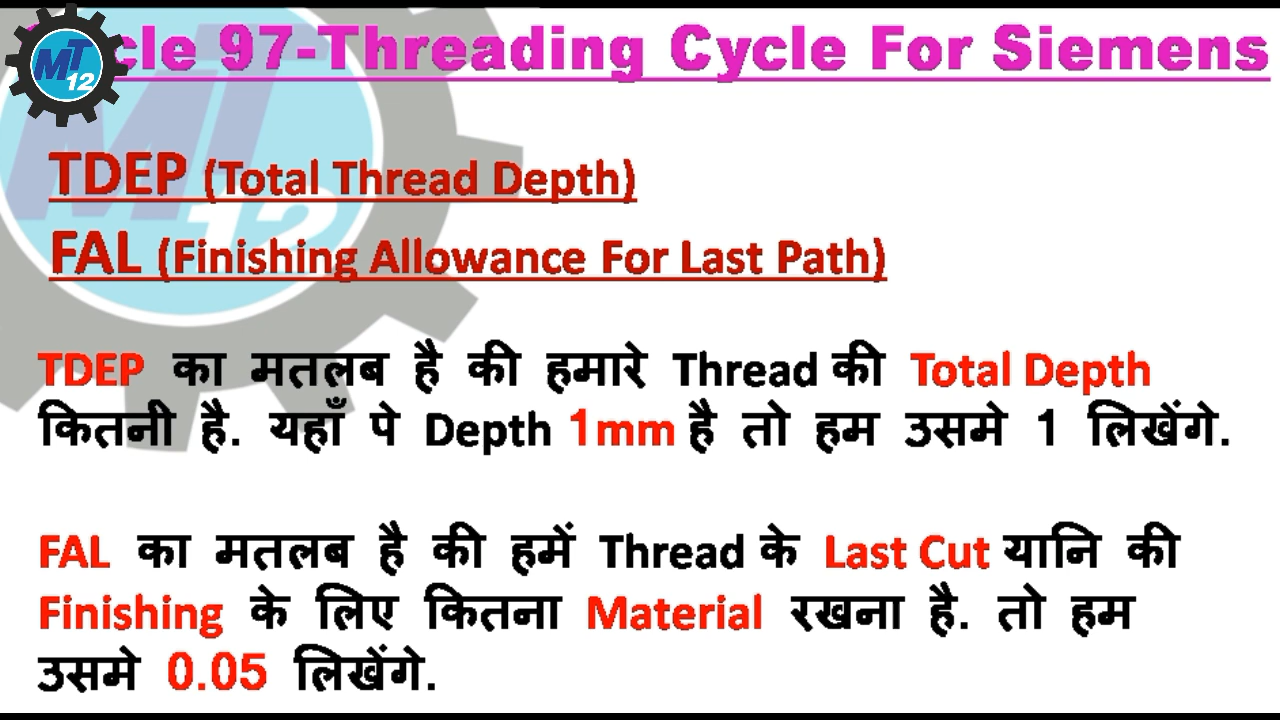 MT
12
cle 97-Threading Cycle For Siemens
TDEP (Total Thread Depth)
FAL (Finishing Allowance For Last Path)
TDEP का मतलब है की हमारे Thread की Total Depth
कितनी है. यहाँ पे Depth 1mm है तो हम उसमे 1 लिखेंगे.
FAL का मतलब है की हमें Thread के Last Cut यानि की
Finishing के लिए कितना Material रखना है. तो हम
उसमे 0.05 लिखेंगे.